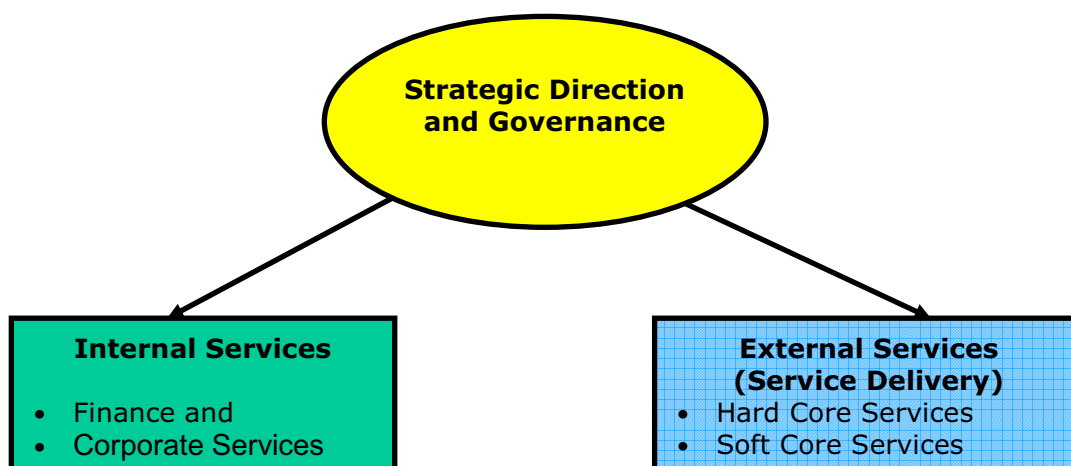 Strategic Direction
and Governance
Internal Services
• Finance and
• Corporate Services
External Services
(Service Delivery)
• Hard Core Services
• Soft Core Services